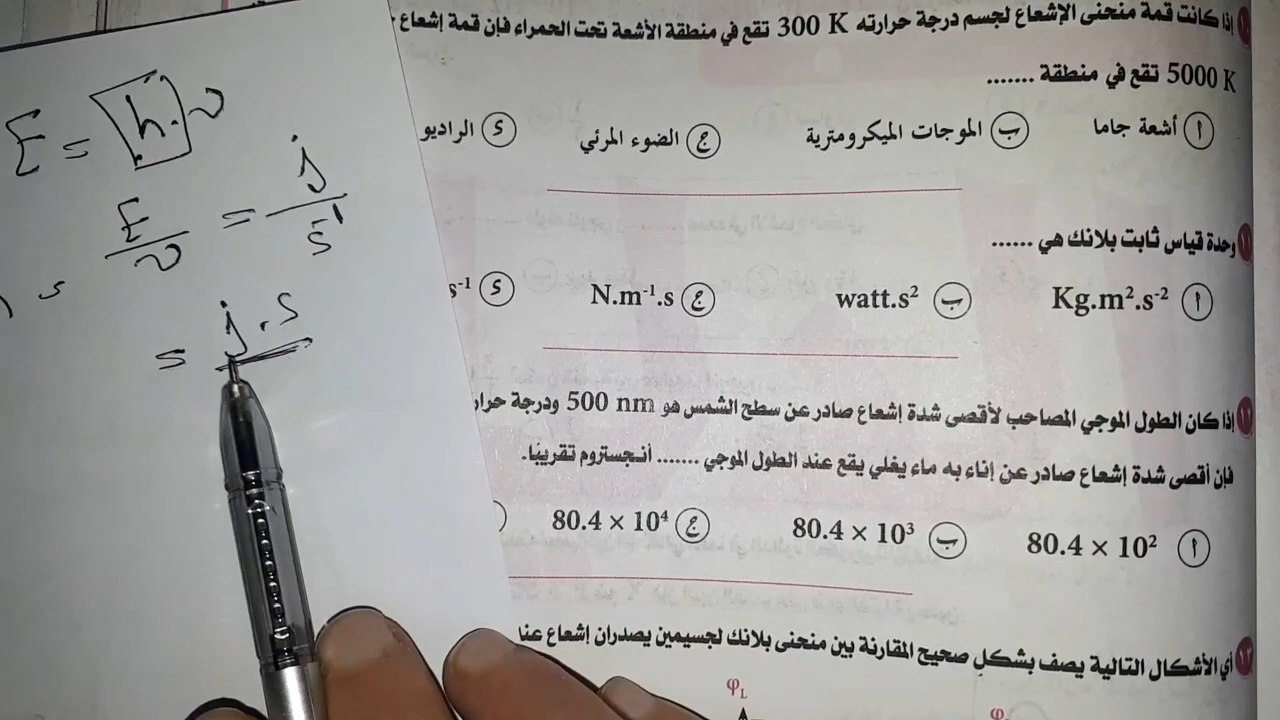 إذا كانت قمة منحنى الإشعاع لجسم درجة حرارته 300 K تقع في منطقة الأشعة تحت الحمراء فإن قمة إشعاع
5000 K تقع في منطقة .......
أ أشعة جاما ب الموجات الميكرومترية ج الضوء المرئي د الراديو
١١ وحدة قياس ثابت بلانك هي ......
أ Kg.m².s⁻² ب watt.s² ج N.m⁻¹.s د s⁻¹
١٢ إذا كان الطول الموجي المصاحب لأقصى شدة إشعاع صادر عن سطح الشمس هو 500 nm ودرجة
فإن أقصى شدة إشعاع صادر عن إناء به ماء يغلي يقع عند الطول الموجي ....... أنجستروم تقريبًا.
أ 80.4 × 10² ب 80.4 × 10³ ج 80.4 × 10⁴
١٣ أي الأشكال التالية يصف بشكلٍ صحيح المقارنة بين منحنى بلانك لجسيمين يصدران إشعاع
φL
E = h.υ
E/υ = j/s⁻¹
= j.s